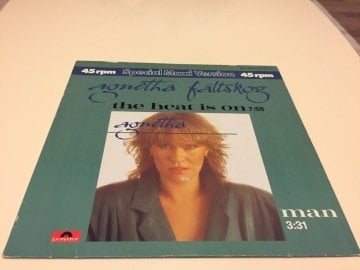 45 rpm Special Maxi Version 45 rpm
agnetha fältskog
the heat is on 7:56
agnetha
man
3:31
polydor